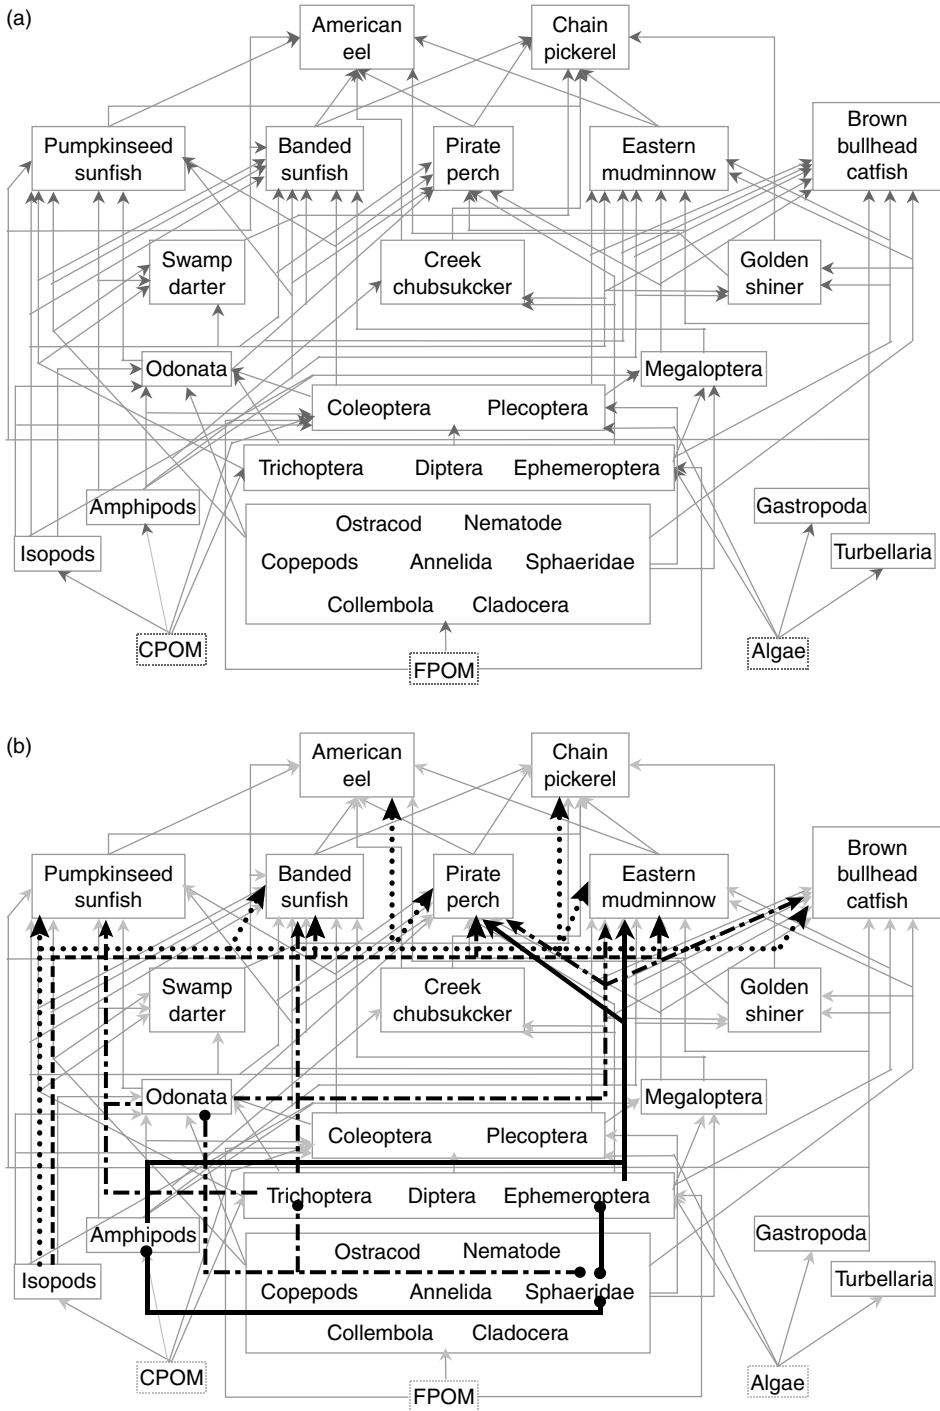 (a)
American
eel
Chain
pickerel
Pumpkinseed
sunfish
Banded
sunfish
Pirate
perch
Eastern
mudminnow
Brown
bullhead
catfish
Swamp
darter
Creek
chubsukcker
Golden
shiner
Odonata
Megaloptera
Coleoptera Plecoptera
Trichoptera Diptera Ephemeroptera
Amphipods
Gastropoda
Ostracod Nematode
Isopods
Turbellaria
Copepods Annelida Sphaeridae
Collembola Cladocera
CPOM
FPOM
Algae
(b)
American
eel
Chain
pickerel
Pumpkinseed
sunfish
Banded
sunfish
Pirate
perch
Eastern
mudminnow
Brown
bullhead
catfish
Swamp
darter
Creek
chubsukcker
Golden
shiner
Odonata
Megaloptera
Coleoptera Plecoptera
Trichoptera Diptera Ephemeroptera
Amphipods
Gastropoda
Ostracod Nematode
Isopods
Turbellaria
Copepods Annelida Sphaeridae
Collembola Cladocera
CPOM
FPOM
Algae